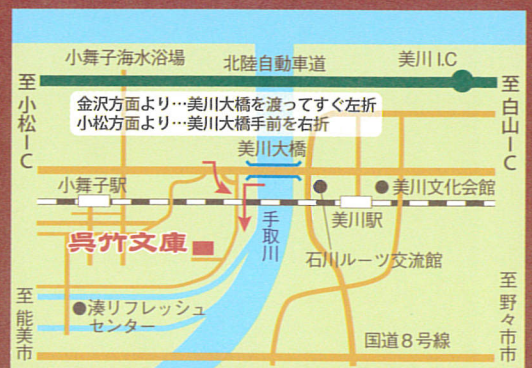 小舞子海水浴場
北陸自動車道
美川I.C
至小松IC
至白山IC
金沢方面より…美川大橋を渡ってすぐ左折
小松方面より…美川大橋手前を右折
美川大橋
小舞子駅
美川文化会館
美川駅
手取川
呉竹文庫
石川ルーツ交流館
至能美市
至野々市市
湊リフレッシュ
センター
国道8号線